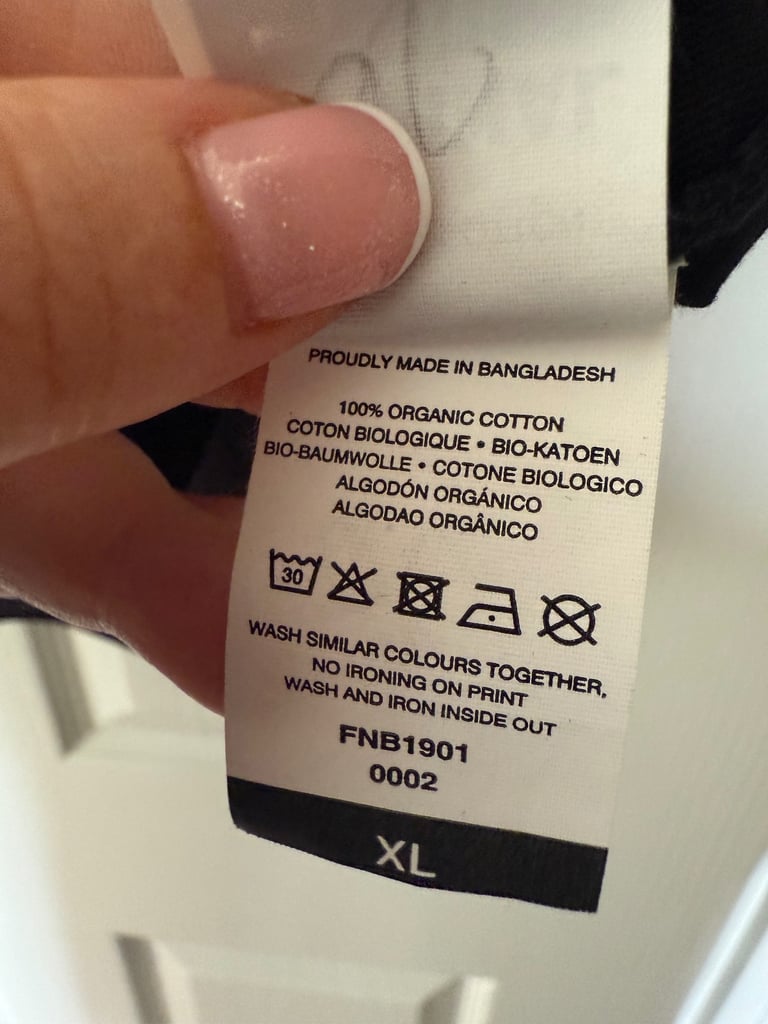 PROUDLY MADE IN BANGLADESH
100% ORGANIC COTTON
COTON BIOLOGIQUE • BIO-KATOEN
BIO-BAUMWOLLE • COTONE BIOLOGICO
ALGODÓN ORGÁNICO
ALGODAO ORGÂNICO
30
WASH SIMILAR COLOURS TOGETHER,
NO IRONING ON PRINT
WASH AND IRON INSIDE OUT
FNB1901
0002
XL